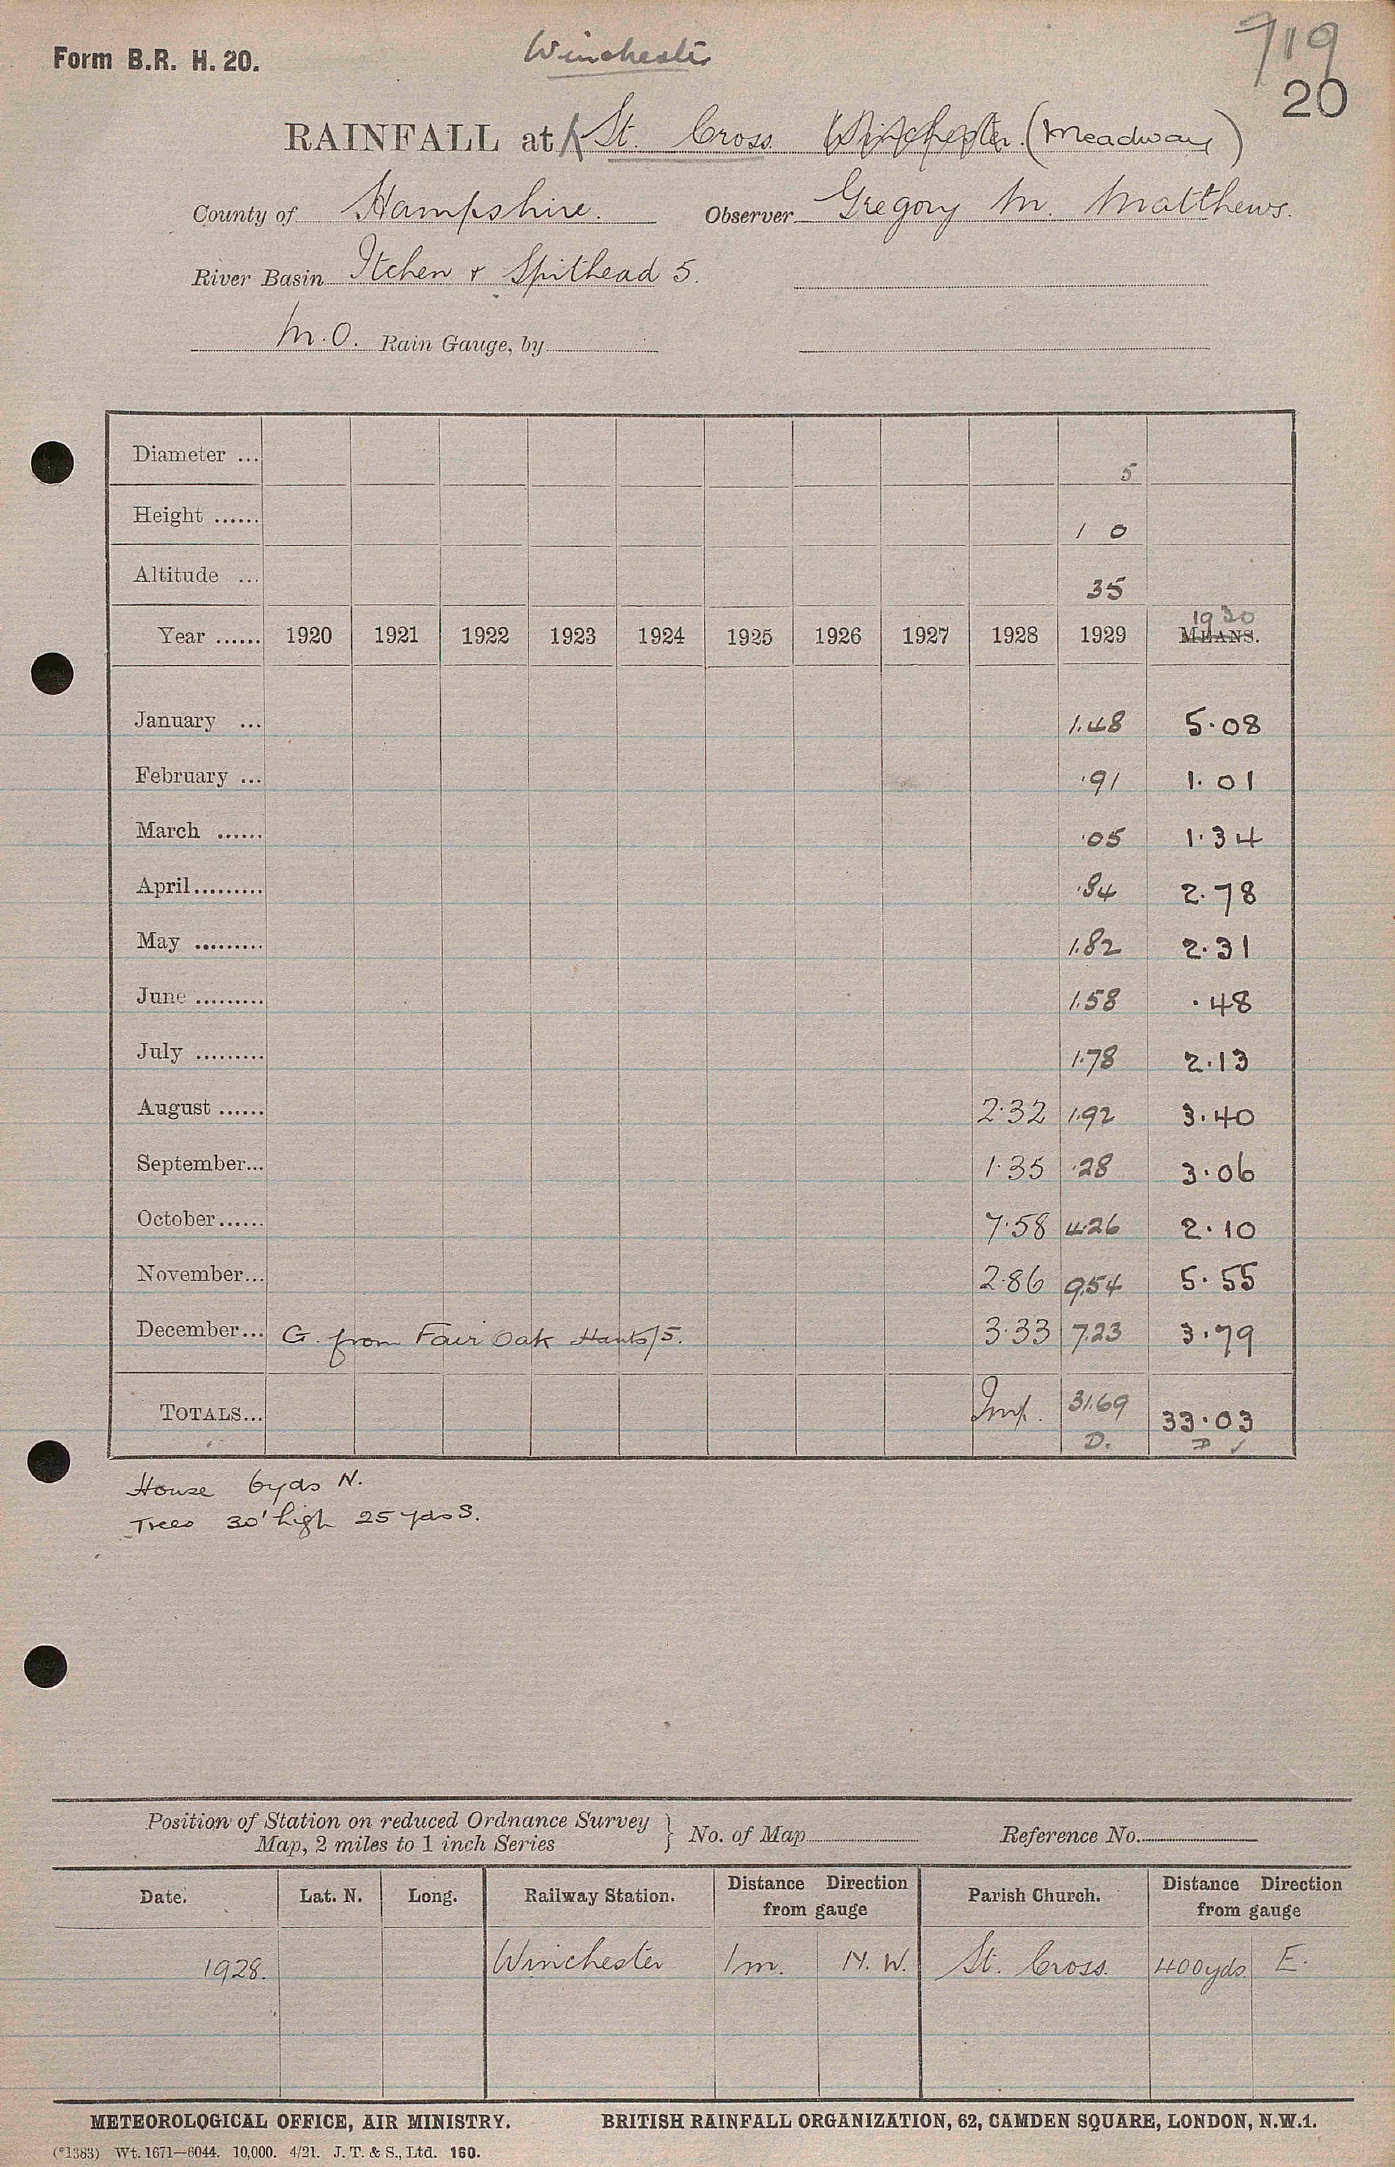 Form B.R. H. 20.
Winchester
719
20
RAINFALL at St. Cross Winchester. (Meadway)
County of Hampshire. Observer Gregory M. Matthews.
River Basin Itchen & Spithead 5.
M.O. Rain Gauge, by
Diameter ... 5
Height ...... 1 0
Altitude ... 35
Year ...... 1920 1921 1922 1923 1924 1925 1926 1927 1928 1929 MEANS. 1930
January ... 1.48 5.08
February ... .91 1.01
March ...... .05 1.34
April ......... .84 2.78
May ......... 1.82 2.31
June ......... 1.58 .48
July ......... 1.78 2.13
August ...... 2.32 1.92 3.40
September... 1.35 .28 3.06
October...... 7.58 4.26 2.10
November... 2.86 9.54 5.55
December... G. from Fair Oak Hants/5. 3.33 7.23 3.79
TOTALS... Imp. 31.69 33.03
D. D ✓
House 6yds N.
Trees 30' high 25 yds S.
Position of Station on reduced Ordnance Survey
Map, 2 miles to 1 inch Series } No. of Map Reference No.
Date. Lat. N. Long. Railway Station. Distance Direction from gauge Parish Church. Distance Direction from gauge
1928. Winchester 1m. N.W. St. Cross. 400yds. E.
METEOROLOGICAL OFFICE, AIR MINISTRY. BRITISH RAINFALL ORGANIZATION, 62, CAMDEN SQUARE, LONDON, N.W.1.
(*1383) Wt. 1671—6044. 10,000. 4/21. J. T. & S., Ltd. 160.